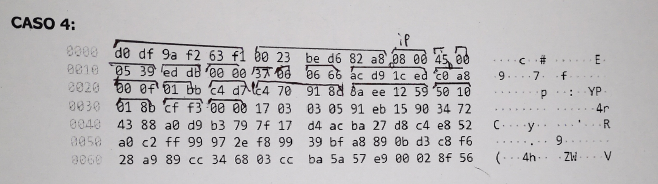 CASO 4:
ip
0000 d0 df 9a f2 63 f1 00 23 be d6 82 a8 08 00 45 00 ····c··#······E·
0010 05 39 ed d0 00 00 37 06 06 66 ac d9 1c ed c0 a8 ·9····7··f······
0020 00 0f 01 bb c4 d7 c4 70 91 8d 8a ee 12 59 50 10 ·······p·····YP·
0030 01 8b cf f3 00 00 17 03 03 05 91 eb 15 90 34 72 ··············4r
0040 43 88 a0 d9 b3 79 7f 17 d4 ac ba 27 d8 c4 e8 52 C····y·····'···R
0050 a0 c2 ff 99 97 2e f8 99 39 bf a8 89 0b d3 c8 f6 ·····.··9·······
0060 28 a9 89 cc 34 68 03 cc ba 5a 57 e9 00 02 8f 56 (···4h···ZW····V